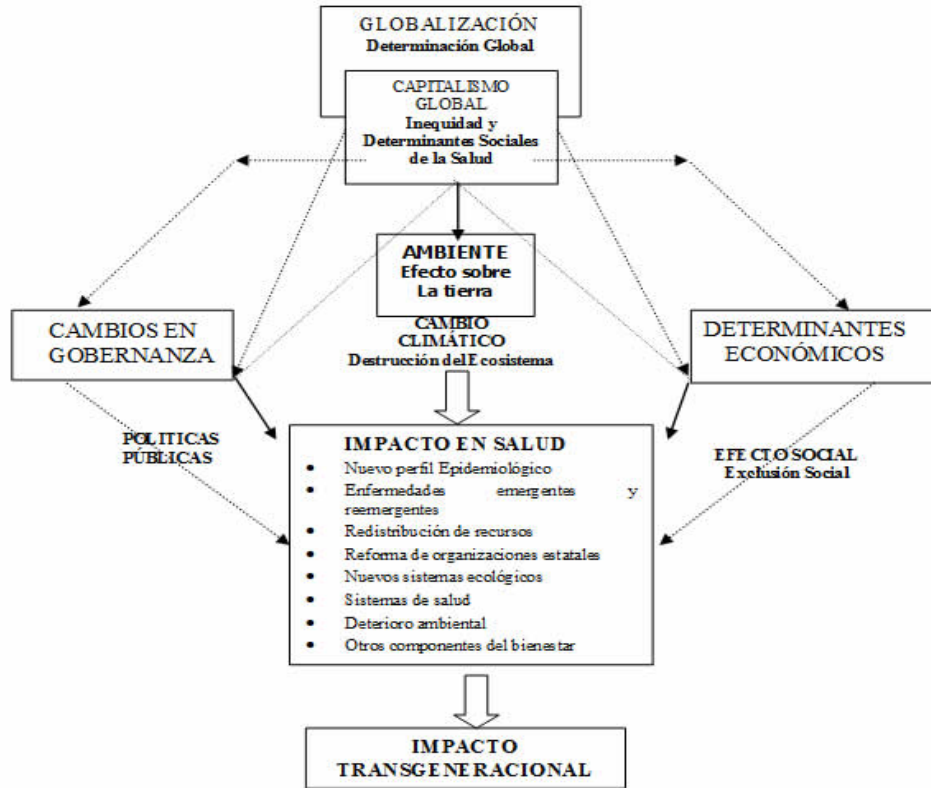 GLOBALIZACIÓN
Determinación Global
CAPITALISMO
GLOBAL
Inequidad y
Determinantes Sociales
de la Salud
AMBIENTE
Efecto sobre
La tierra
CAMBIO
CLIMÁTICO
Destrucción del Ecosistema
CAMBIOS EN
GOBERNANZA
DETERMINANTES
ECONÓMICOS
POLITICAS
PÚBLICAS
EFECTO SOCIAL
Exclusión Social
IMPACTO EN SALUD
• Nuevo perfil Epidemiológico
• Enfermedades emergentes y
reemergentes
• Redistribución de recursos
• Reforma de organizaciones estatales
• Nuevos sistemas ecológicos
• Sistemas de salud
• Deterioro ambiental
• Otros componentes del bienestar
IMPACTO
TRANSGENERACIONAL